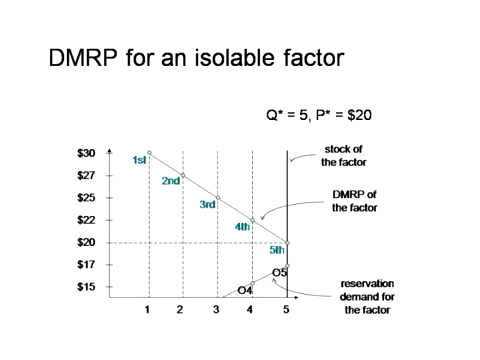 DMRP for an isolable factor
Q* = 5, P* = $20
stock of
the factor
$30
1st
$27
2nd
DMRP of
the factor
$25
3rd
$22
4th
$20
5th
$17
O5
reservation
demand for
the factor
$15
O4
1 2 3 4 5